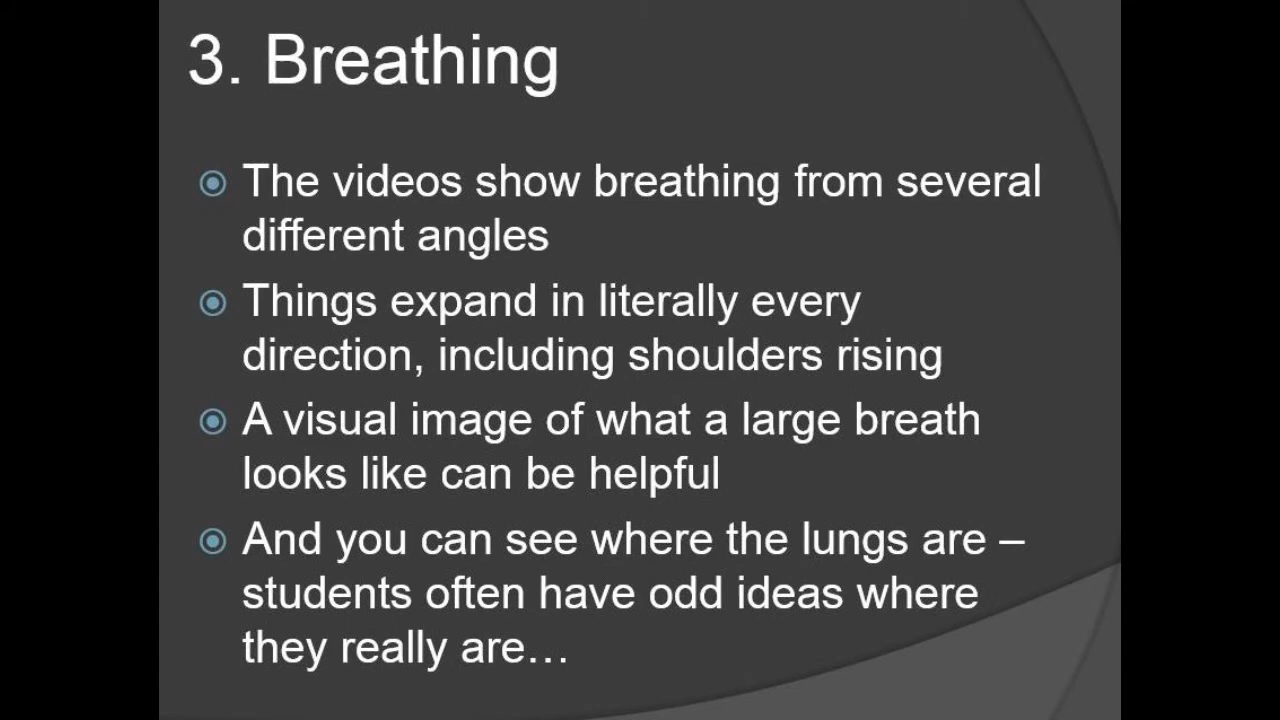 3. Breathing
The videos show breathing from several
different angles
Things expand in literally every
direction, including shoulders rising
A visual image of what a large breath
looks like can be helpful
And you can see where the lungs are –
students often have odd ideas where
they really are…